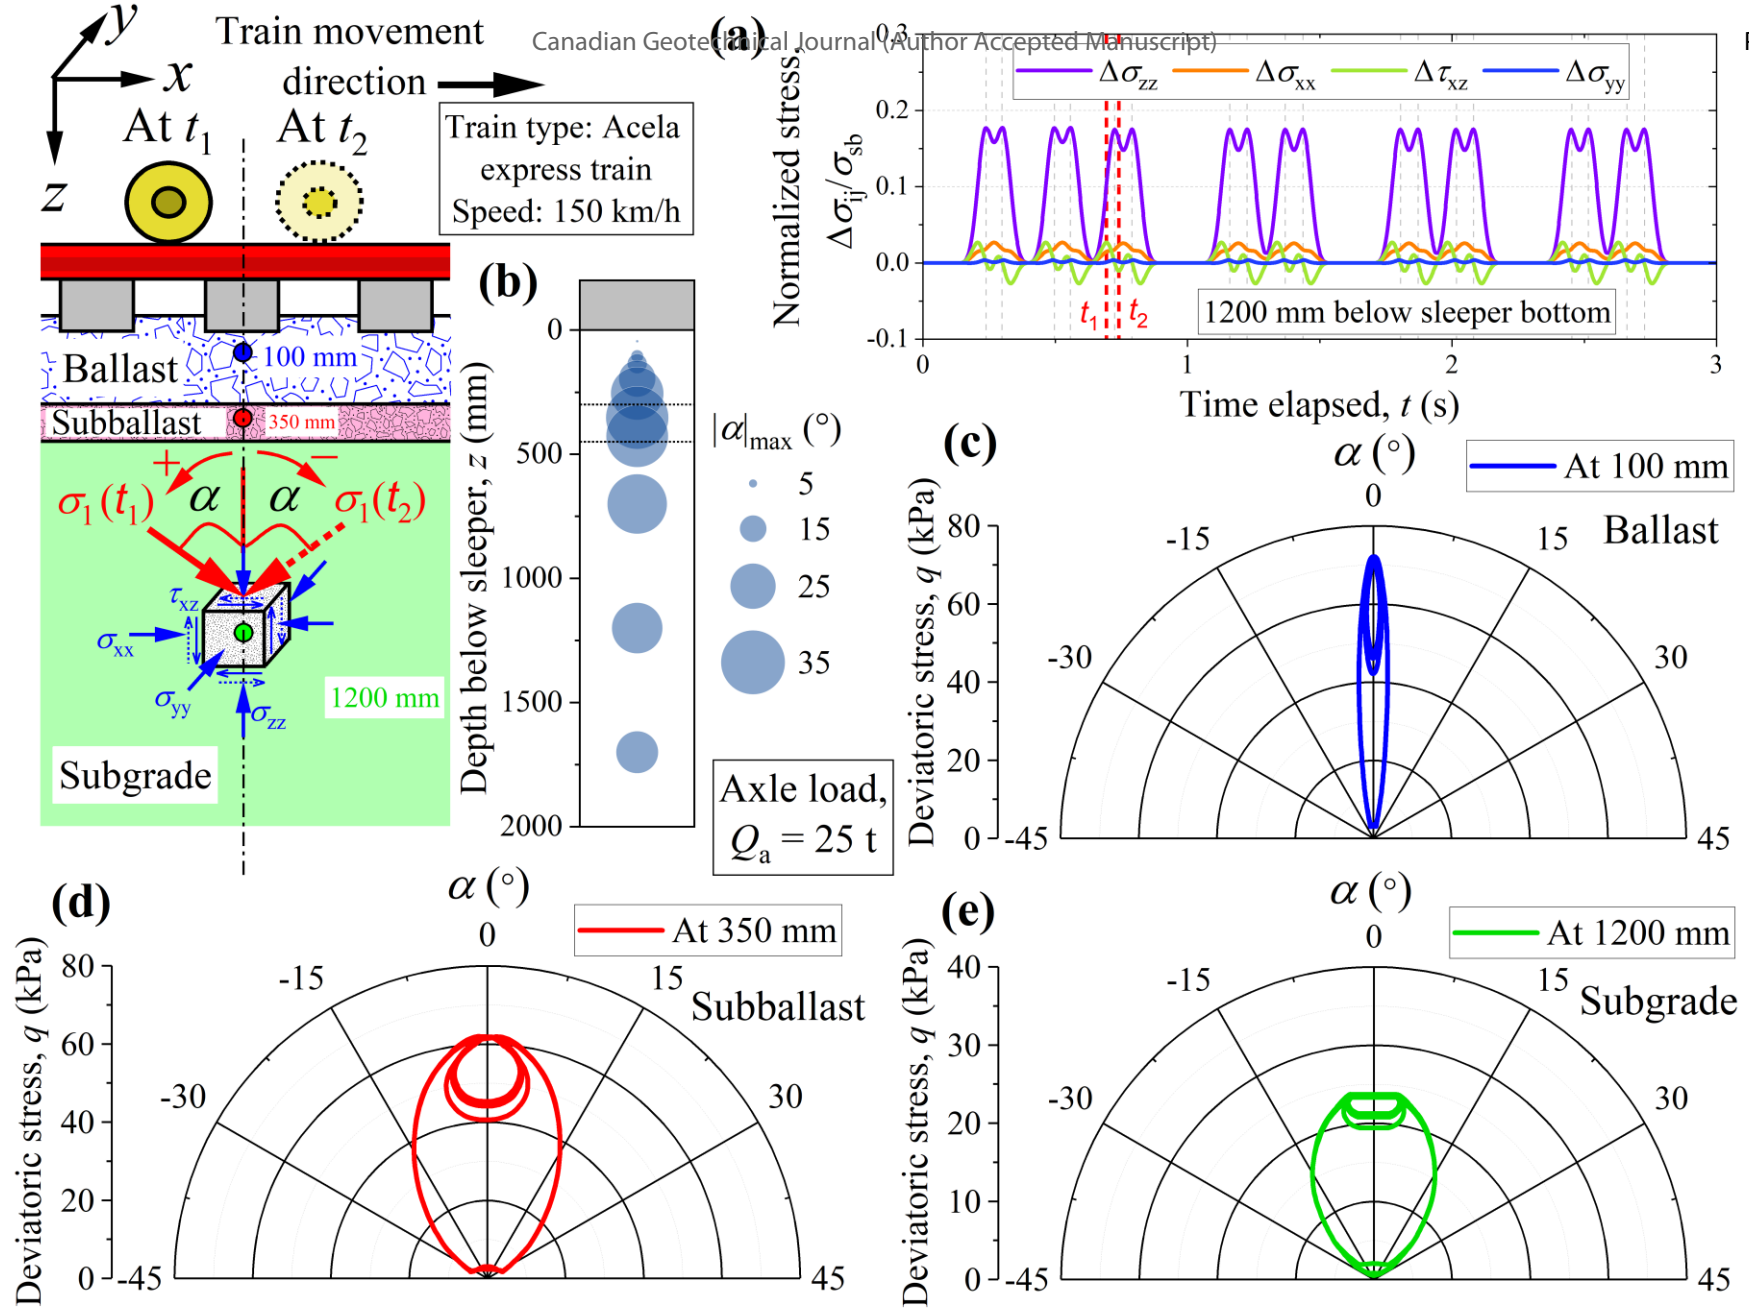 Canadian Geotechnical Journal (Author Accepted Manuscript)
y
x
z
Train movement
direction
At t1
At t2
Train type: Acela
express train
Speed: 150 km/h
Ballast
100 mm
Subballast
350 mm
+
−
σ1(t1)
α
α
σ1(t2)
τxz
σxx
σyy
σzz
1200 mm
Subgrade
(a)
Normalized stress,
Δσij/σsb
0.3
0.2
0.1
0.0
-0.1
Δσzz
Δσxx
Δτxz
Δσyy
t1
t2
1200 mm below sleeper bottom
0
1
2
3
Time elapsed, t (s)
(b)
Depth below sleeper, z (mm)
0
500
1000
1500
2000
|α|max (°)
5
15
25
35
Axle load,
Qa = 25 t
(c)
α (°)
At 100 mm
Ballast
Deviatoric stress, q (kPa)
80
60
40
20
0
-45
-30
-15
0
15
30
45
(d)
α (°)
At 350 mm
Subballast
Deviatoric stress, q (kPa)
80
60
40
20
0
-45
-30
-15
0
15
30
45
(e)
α (°)
At 1200 mm
Subgrade
Deviatoric stress, q (kPa)
40
30
20
10
0
-45
-30
-15
0
15
30
45